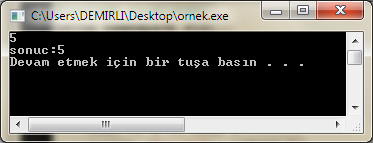 C:\Users\DEMIRLI\Desktop\ornek.exe
5
sonuc:5
Devam etmek için bir tuşa basın . . .